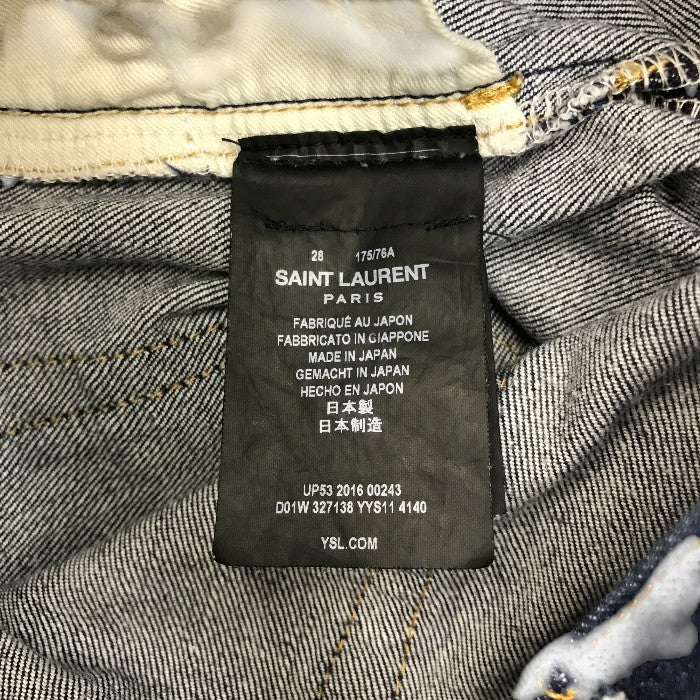 28 175/76A
SAINT LAURENT
PARIS
FABRIQUÉ AU JAPON
FABBRICATO IN GIAPPONE
MADE IN JAPAN
GEMACHT IN JAPAN
HECHO EN JAPON
日本製
日本制造
UP53 2016 00243
D01W 327138 YYS11 4140
YSL.COM